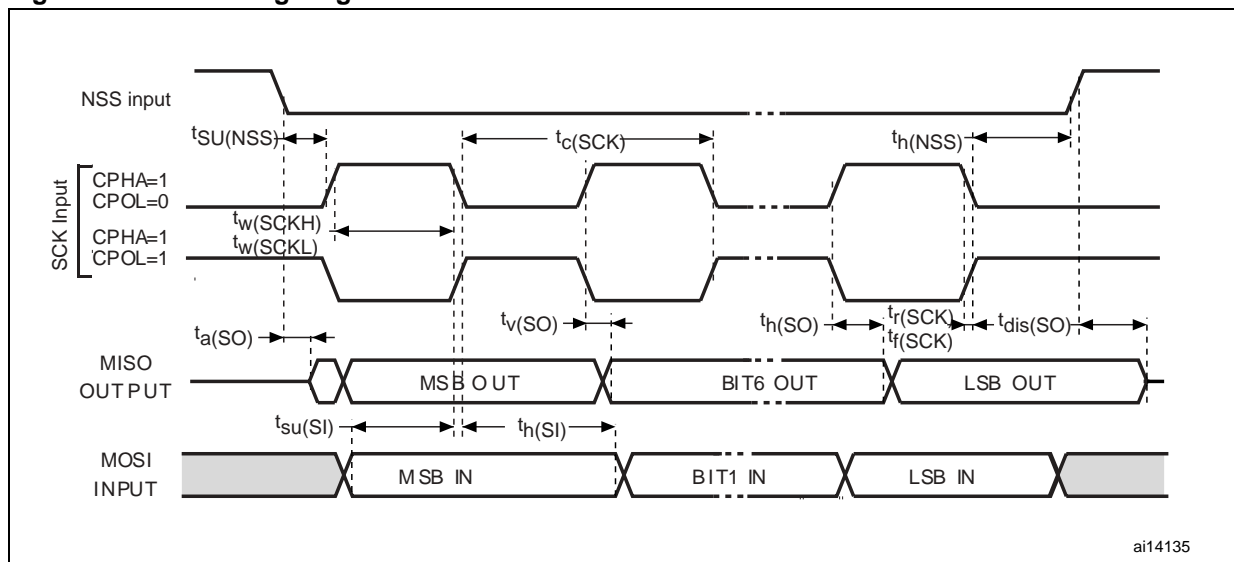 NSS input
tSU(NSS)
tc(SCK)
th(NSS)
SCK Input
CPHA=1
CPOL=0
tw(SCKH)
tw(SCKL)
CPHA=1
CPOL=1
ta(SO)
tv(SO)
th(SO)
tr(SCK)
tf(SCK)
tdis(SO)
MISO
OUTPUT
MSB OUT
BIT6 OUT
LSB OUT
tsu(SI)
th(SI)
MOSI
INPUT
MSB IN
BIT1 IN
LSB IN
ai14135